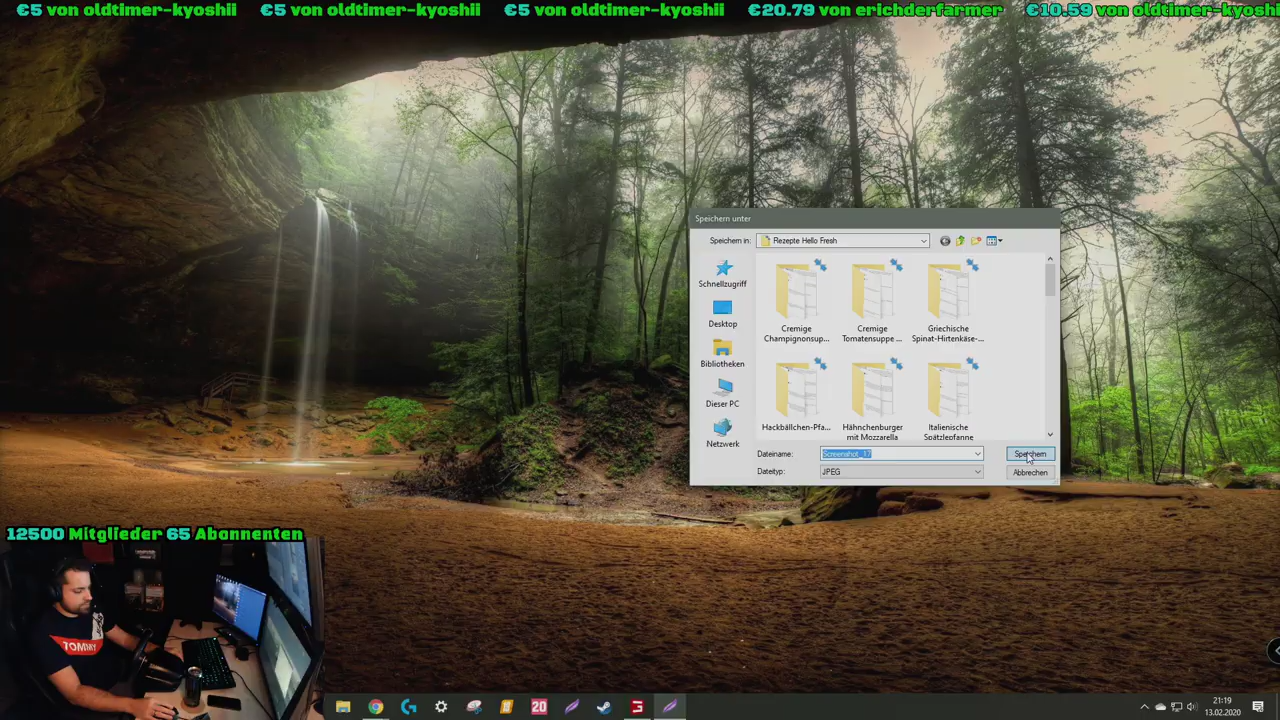 €5 von oldtimer-kyoshii €5 von oldtimer-kyoshii €5 von oldtimer-kyoshii €20.79 von erichderfarmer €10.59 von oldtimer-kyoshi
Speichern unter
Speichern in: Rezepte Hello Fresh
Schnellzugriff
Desktop
Bibliotheken
Dieser PC
Netzwerk
Cremige Champignonsup...
Cremige Tomatensuppe ...
Griechische Spinat-Hirtenkäse-...
Hackbällchen-Pfa...
Hähnchenburger mit Mozzarella
Italienische Spätzlepfanne
Dateiname: Screenshot_17 Speichern
Dateityp: JPEG Abbrechen
12500 Mitglieder 65 Abonnenten
TOMMY
20
21:19
13.02.2020